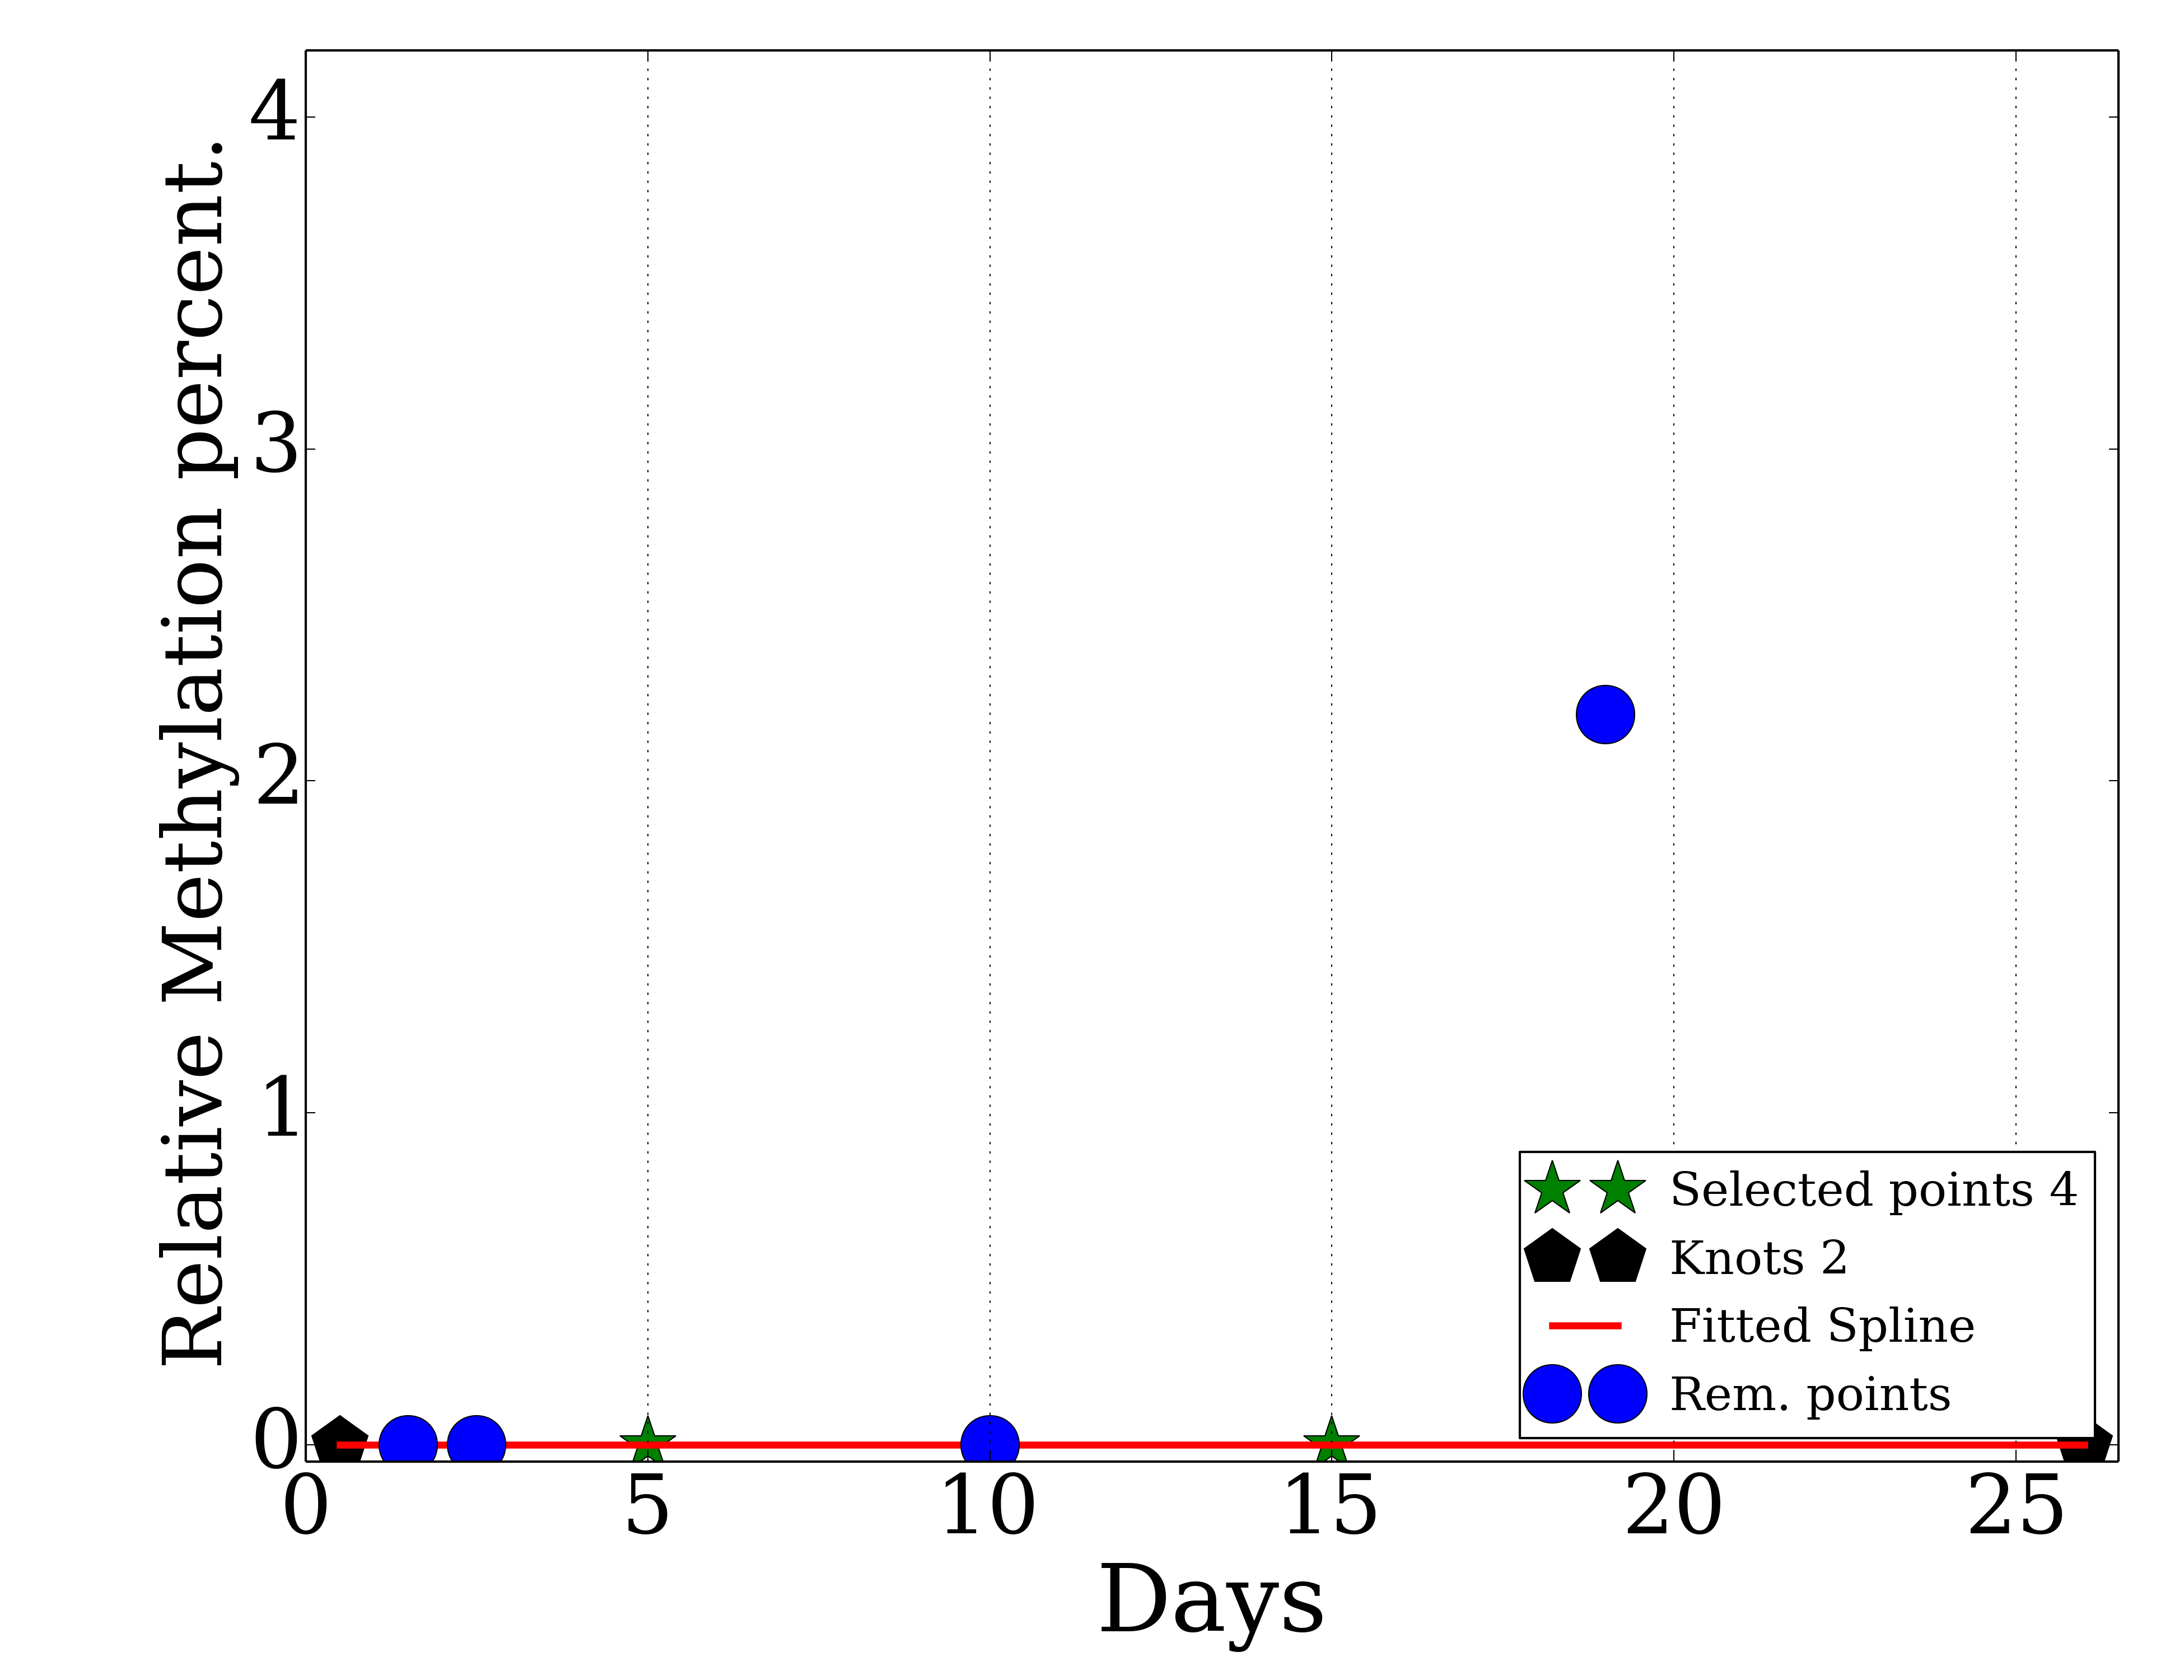 Relative Methylation percent.
4
3
2
1
0
0 5 10 15 20 25
Days
Selected points 4
Knots 2
Fitted Spline
Rem. points